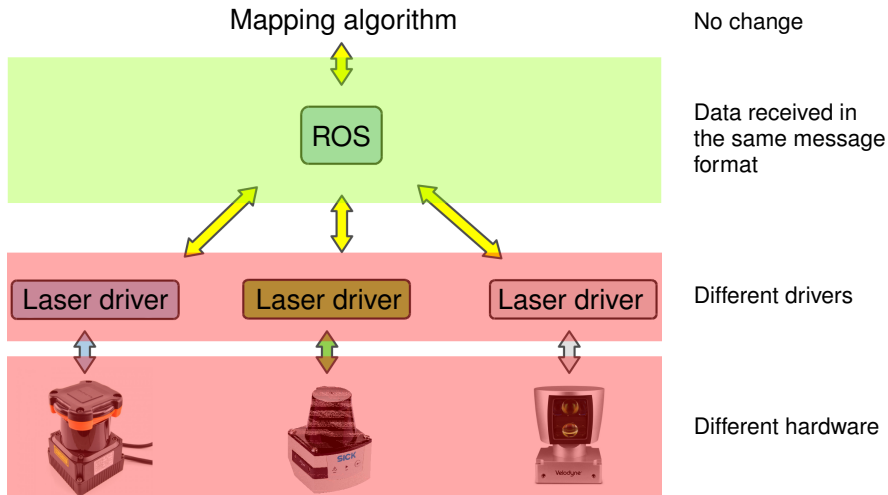 Mapping algorithm
No change
ROS
Data received in
the same message
format
Laser driver
Laser driver
Laser driver
Different drivers
SICK
Velodyne
Different hardware